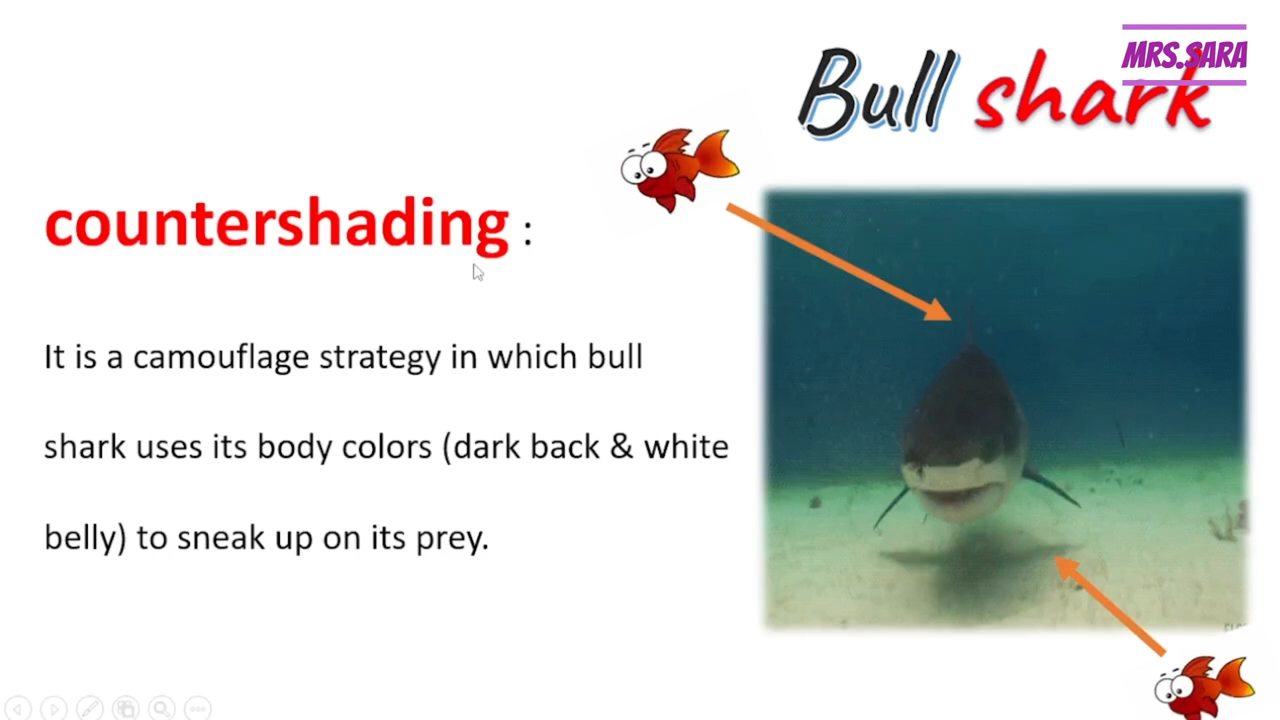 MRS.SARA
Bull shark
countershading :
It is a camouflage strategy in which bull
shark uses its body colors (dark back & white
belly) to sneak up on its prey.